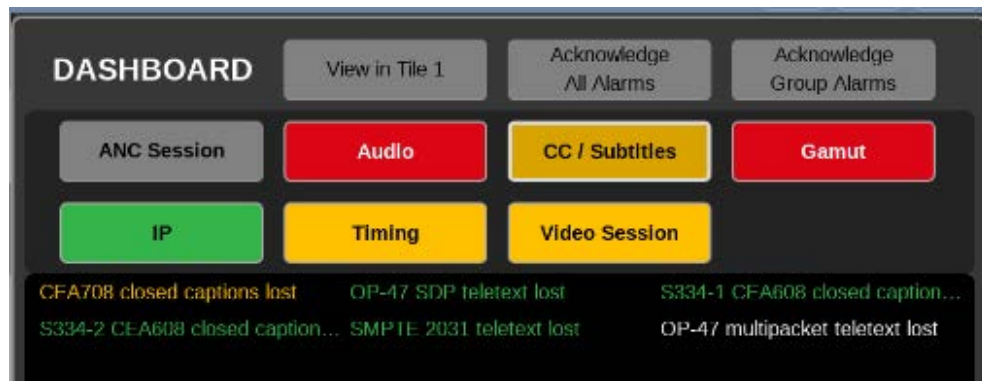 DASHBOARD
View in Tile 1
Acknowledge
All Alarms
Acknowledge
Group Alarms
ANC Session
Audio
CC / Subtitles
Gamut
IP
Timing
Video Session
CEA708 closed captions lost
OP-47 SDP teletext lost
S334-1 CEA608 closed caption...
S334-2 CEA608 closed caption...
SMPTE 2031 teletext lost
OP-47 multipacket teletext lost